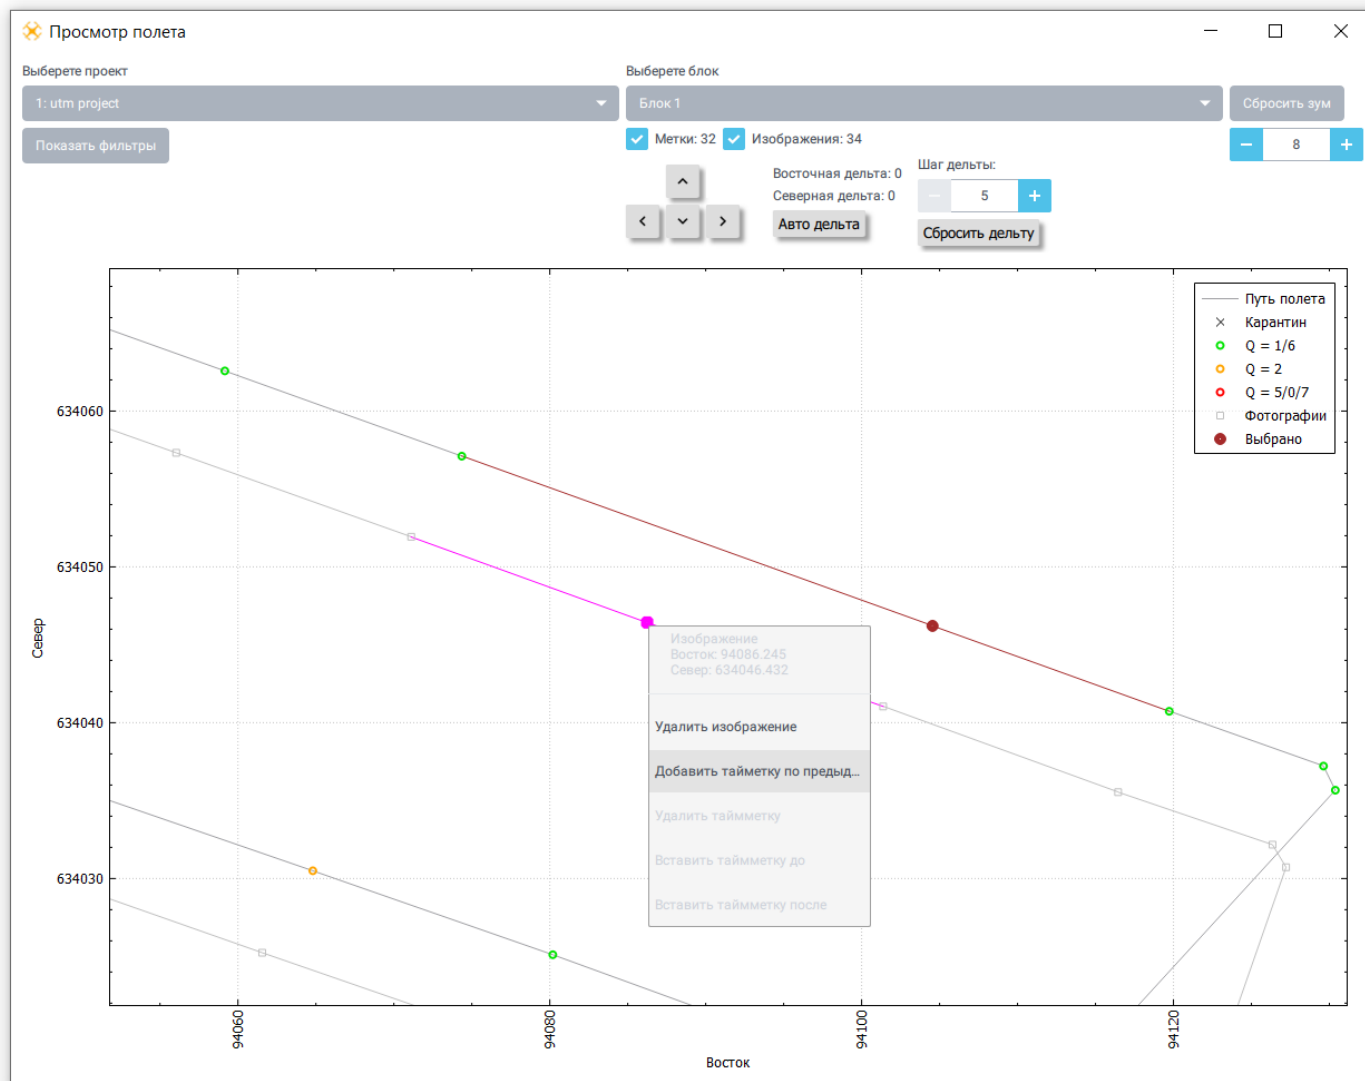 Просмотр полета
Выберете проект
Выберете блок
1: utm project
Блок 1
Сбросить зум
Показать фильтры
Метки: 32
Изображения: 34
8
Восточная дельта: 0
Северная дельта: 0
Авто дельта
Шаг дельты:
5
Сбросить дельту
Путь полета
Карантин
Q = 1/6
Q = 2
Q = 5/0/7
Фотографии
Выбрано
634060
634050
634040
634030
Север
Изображение
Восток: 94086.245
Север: 634046.432
Удалить изображение
Добавить тайметку по предыд...
Удалить таймметку
Вставить таймметку до
Вставить таймметку после
94060
94080
94100
94120
Восток